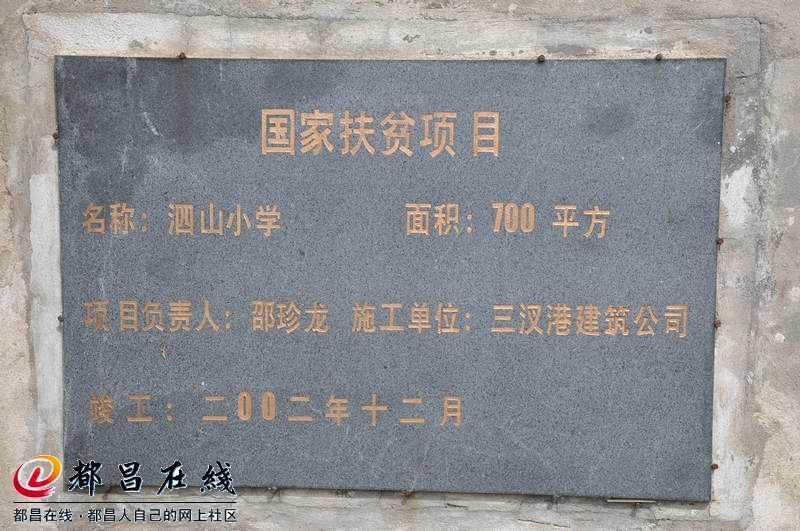 国家扶贫项目
名称：泗山小学 面积：700 平方
项目负责人：邵珍龙 施工单位：三汊港建筑公司
竣工：二00二年十二月
都昌在线
都昌在线·都昌人自己的网上社区